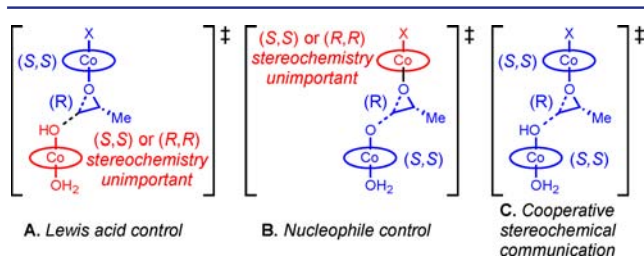 X
(S,S)
Co
O
(R)
Me
HO
(S,S) or (R,R)
stereochemistry
unimportant
Co
OH2
‡
A. Lewis acid control
(S,S) or (R,R)
stereochemistry
unimportant
X
Co
O
(R)
Me
O
Co
(S,S)
OH2
‡
B. Nucleophile control
X
(S,S)
Co
O
(R)
Me
HO
Co
(S,S)
OH2
‡
C. Cooperative
stereochemical
communication